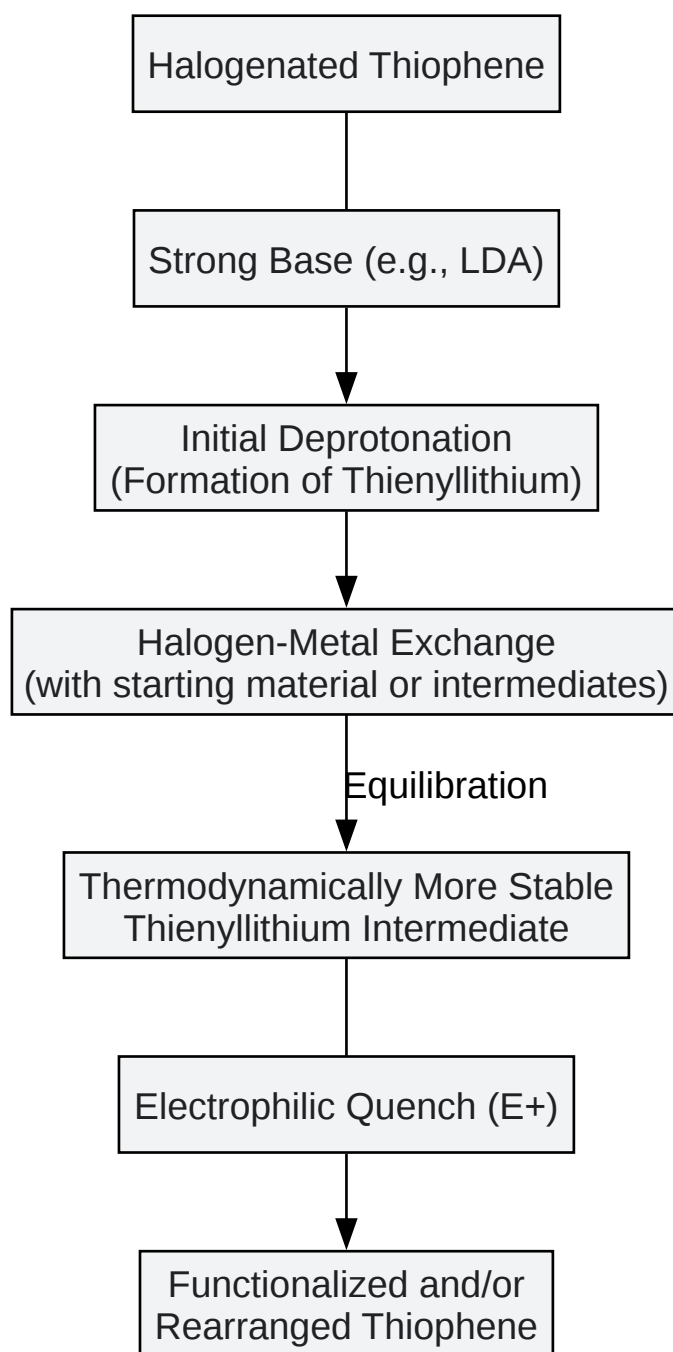 Halogenated Thiophene
Strong Base (e.g., LDA)
Initial Deprotonation
(Formation of Thienyllithium)
Halogen-Metal Exchange
(with starting material or intermediates)
Equilibration
Thermodynamically More Stable
Thienyllithium Intermediate
Electrophilic Quench (E+)
Functionalized and/or
Rearranged Thiophene